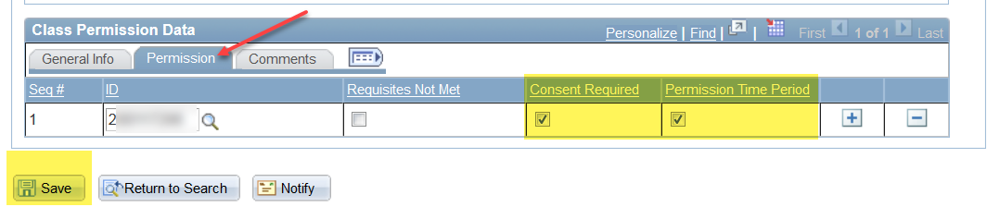 Class Permission Data
Personalize | Find | | First 1 of 1 Last
General Info Permission Comments
Seq # ID Requisites Not Met Consent Required Permission Time Period
1 2
Save Return to Search Notify